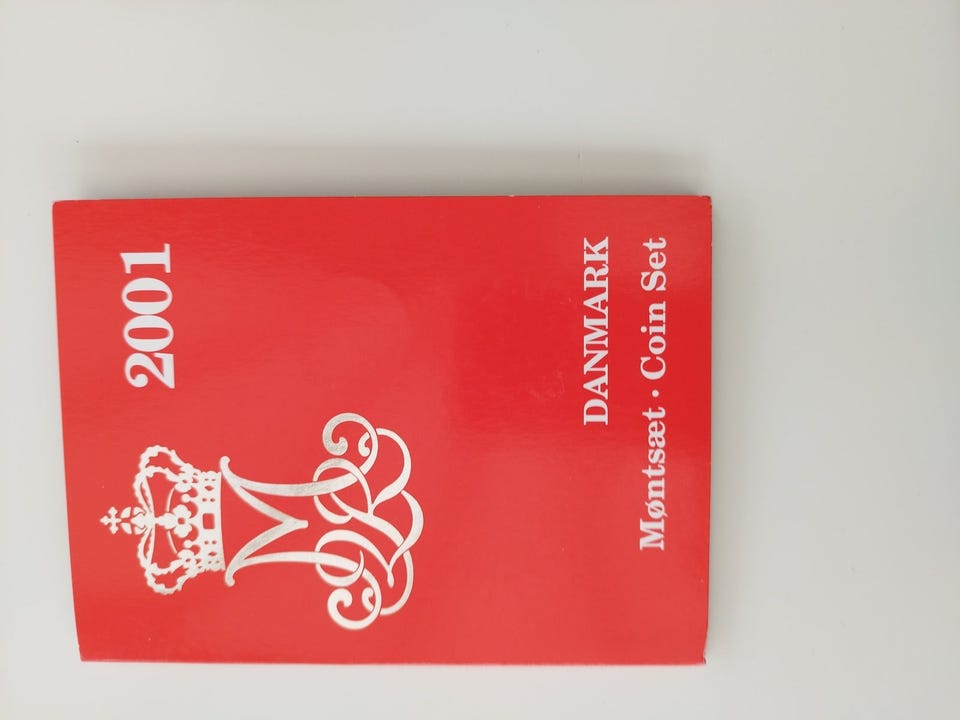 2001
DANMARK
Møntsæt · Coin Set